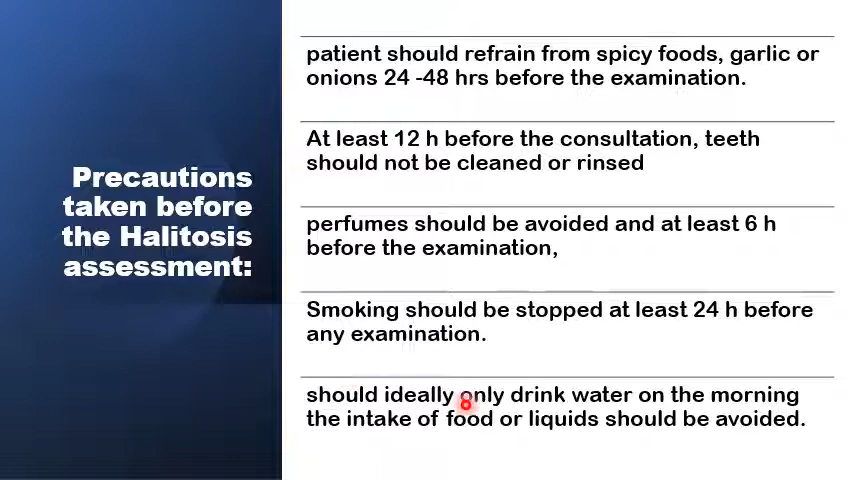 Precautions
taken before
the Halitosis
assessment:
patient should refrain from spicy foods, garlic or
onions 24 -48 hrs before the examination.
At least 12 h before the consultation, teeth
should not be cleaned or rinsed
perfumes should be avoided and at least 6 h
before the examination,
Smoking should be stopped at least 24 h before
any examination.
should ideally only drink water on the morning
8
the intake of food or liquids should be avoided.